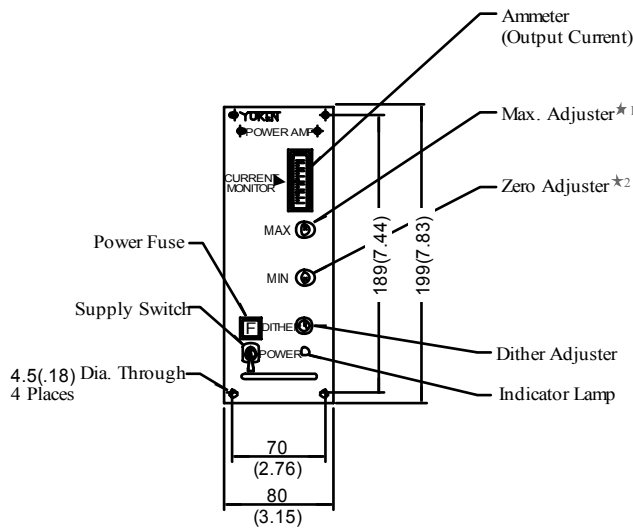 Ammeter
(Output Current)
YUKEN
POWER AMP
Max. Adjuster★1
CURRENT
MONITOR
Zero Adjuster★2
MAX
Power Fuse
MIN
189(7.44)
199(7.83)
Supply Switch
F
DITHER
POWER
Dither Adjuster
4.5(.18) Dia. Through
4 Places
Indicator Lamp
70
(2.76)
80
(3.15)